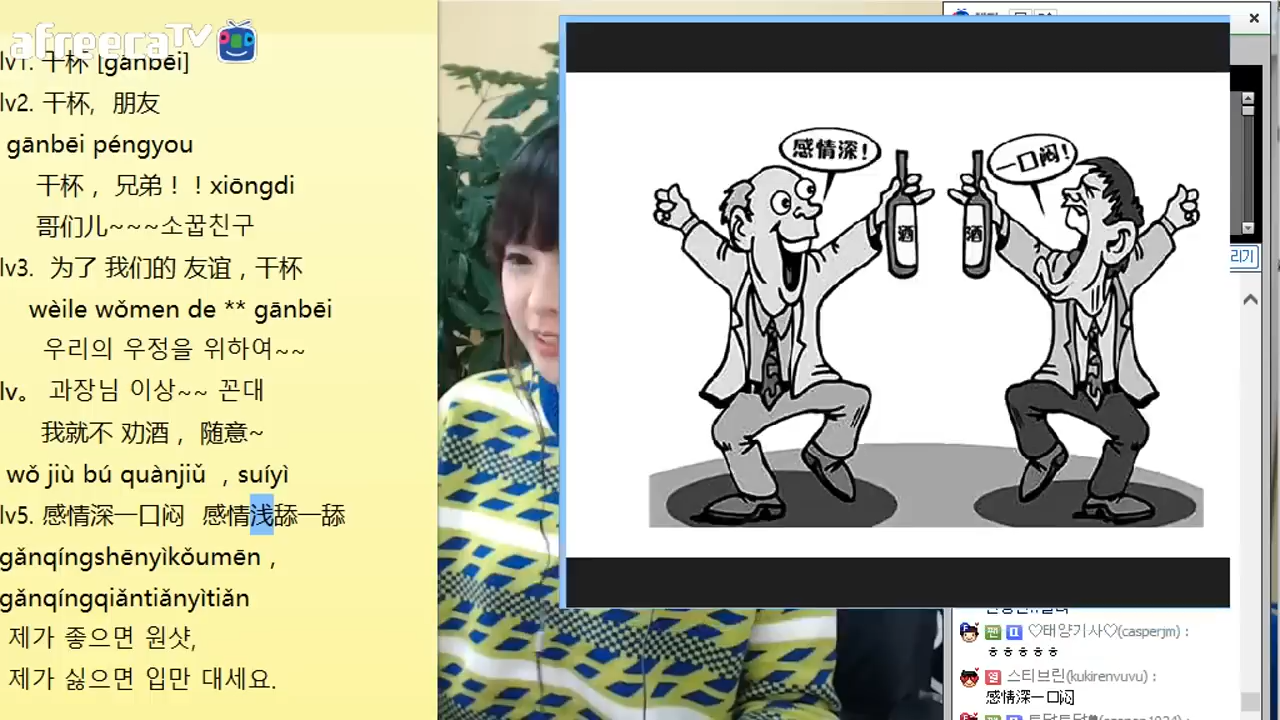 afreecaTV
lv1. 干杯 [gānbēi]
lv2. 干杯, 朋友
gānbēi péngyou
干杯 , 兄弟 ! ! xiōngdi
哥们儿~~~소꿉친구
lv3. 为了 我们的 友谊 , 干杯
wèile wǒmen de ** gānbēi
우리의 우정을 위하여~~
lv。 과장님 이상~~ 꼰대
我就不 劝酒 , 随意~
wǒ jiù bú quànjiǔ , suíyì
lv5. 感情深一口闷 感情浅舔一舔
gǎnqíngshēnyìkǒumēn ,
gǎnqíngqiǎntiǎnyìtiǎn
제가 좋으면 원샷,
제가 싫으면 입만 대세요.
感情深!
一口闷!
酒
酒
리기
팬 ♡태양기사♡(casperjm) :
ㅎㅎㅎㅎㅎ
열 스티브린(kukirenvuvu) :
感情深一口闷